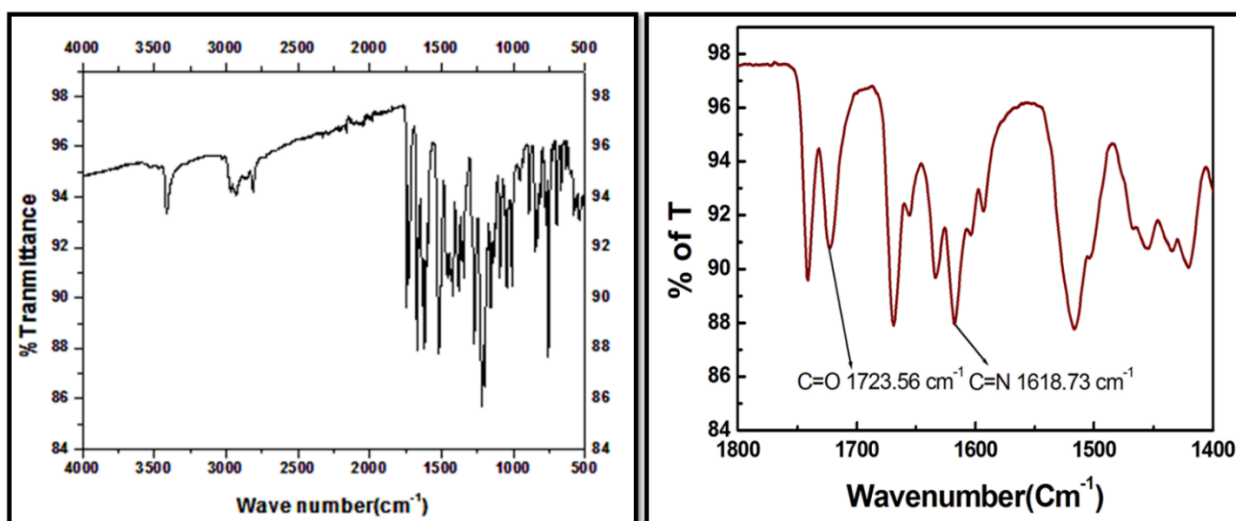 4000 3500 3000 2500 2000 1500 1000 500
98 98
96 96
94 94
92 92
90 90
88 88
86 86
84 84
4000 3500 3000 2500 2000 1500 1000 500
% Tranmittance
Wave number(cm-1)
98
96
94
92
90
88
86
84
% of T
C=O 1723.56 cm-1 C=N 1618.73 cm-1
1800 1700 1600 1500 1400
Wavenumber(Cm-1)